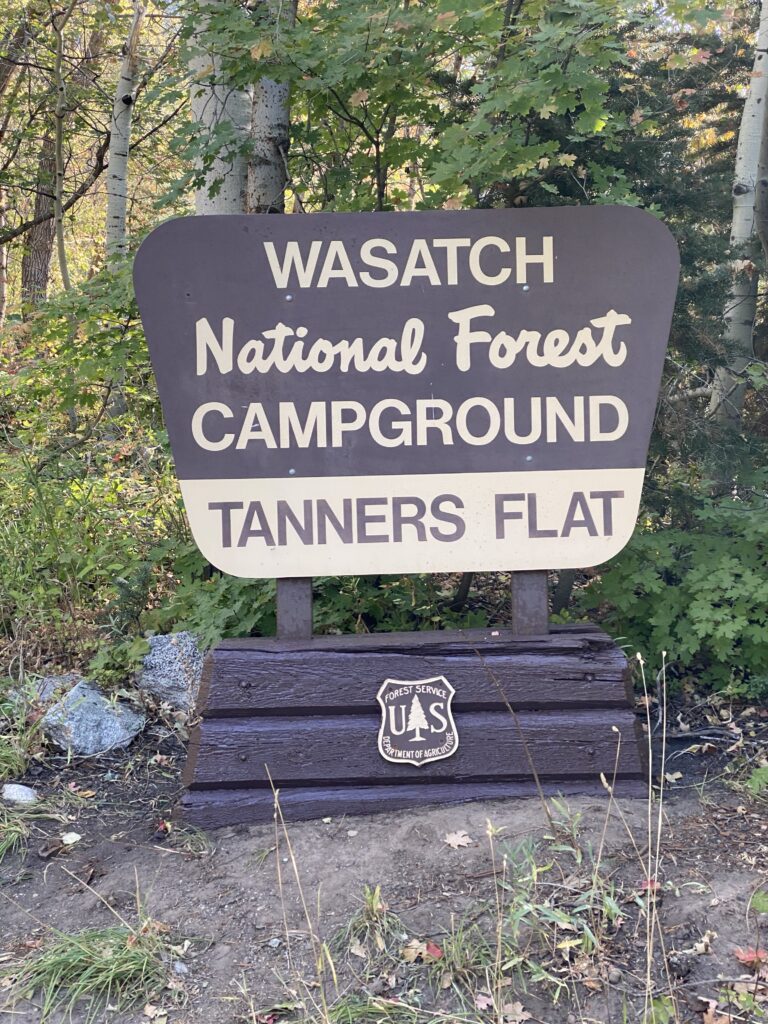 WASATCH
National Forest
CAMPGROUND
TANNERS FLAT
FOREST SERVICE
U S
DEPARTMENT OF AGRICULTURE